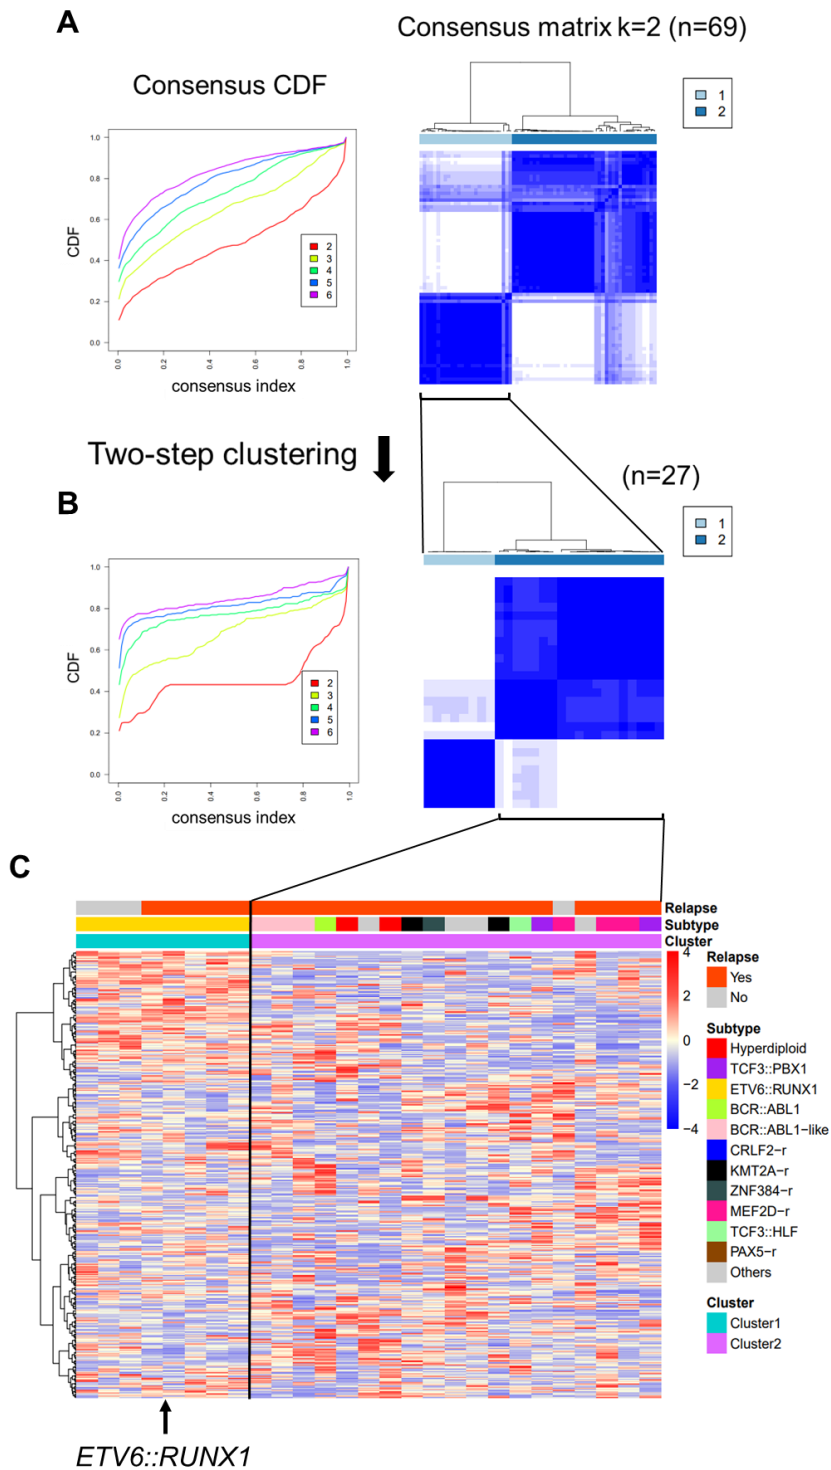 A
Consensus matrix k=2 (n=69)
Consensus CDF
1
2
CDF
1.0
0.8
0.6
0.4
0.2
0.0
2
3
4
5
6
0.0
0.2
0.4
0.6
0.8
1.0
consensus index
Two-step clustering
(n=27)
B
1
2
CDF
1.0
0.8
0.6
0.4
0.2
0.0
2
3
4
5
6
0.0
0.2
0.4
0.6
0.8
1.0
consensus index
C
Relapse
Subtype
Cluster
4
2
0
−2
−4
Relapse
Yes
No
Subtype
Hyperdiploid
TCF3::PBX1
ETV6::RUNX1
BCR::ABL1
BCR::ABL1−like
CRLF2−r
KMT2A−r
ZNF384−r
MEF2D−r
TCF3::HLF
PAX5−r
Others
Cluster
Cluster1
Cluster2
ETV6::RUNX1